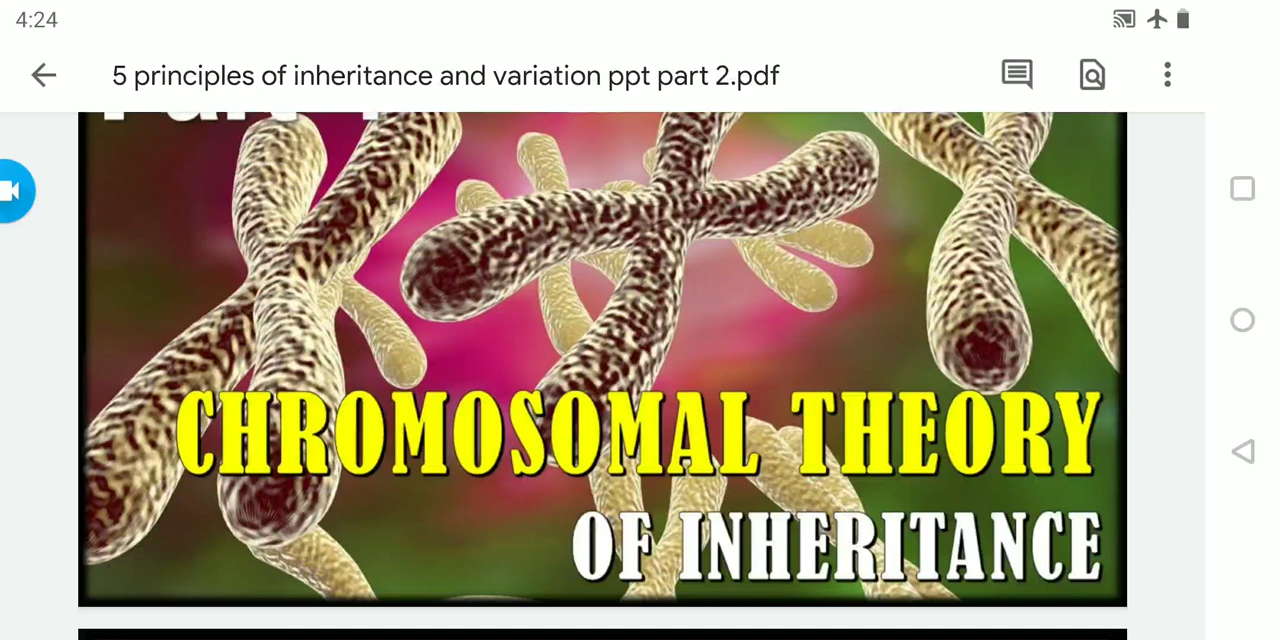 4:24
5 principles of inheritance and variation ppt part 2.pdf
CHROMOSOMAL THEORY
OF INHERITANCE